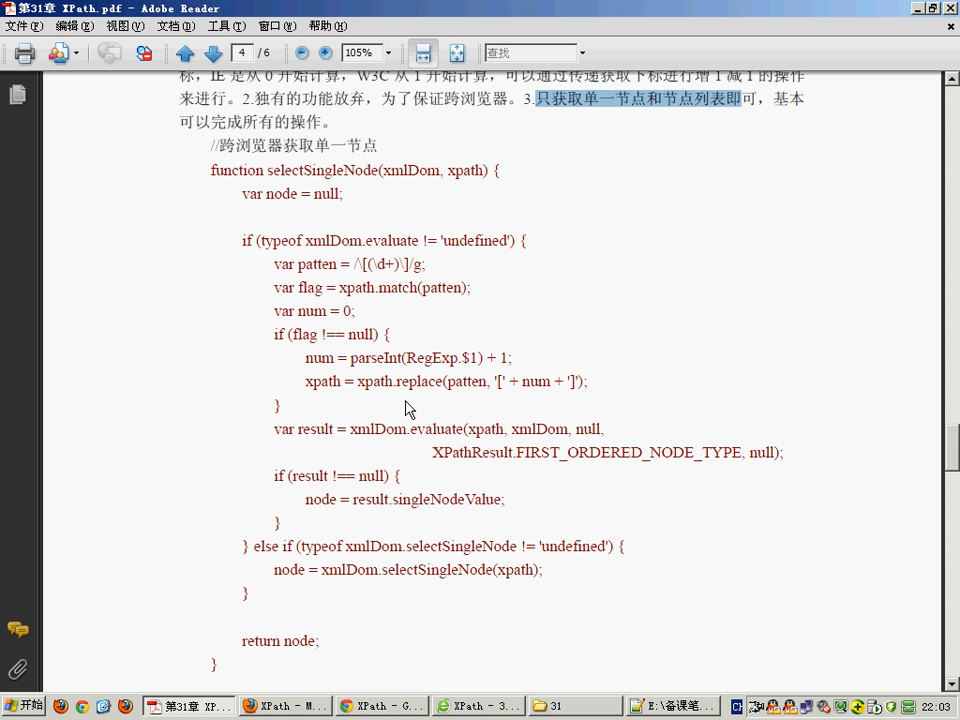 第31章 XPath.pdf - Adobe Reader
文件(F) 编辑(E) 视图(V) 文档(D) 工具(T) 窗口(W) 帮助(H)
4 / 6 105% 查找
标，IE 是从 0 开始计算，W3C 从 1 开始计算，可以通过传递获取下标进行增 1 减 1 的操作
来进行。2.独有的功能放弃，为了保证跨浏览器。3.只获取单一节点和节点列表即可，基本
可以完成所有的操作。
//跨浏览器获取单一节点
function selectSingleNode(xmlDom, xpath) {
var node = null;
if (typeof xmlDom.evaluate != 'undefined') {
var patten = /\[(\d+)\]/g;
var flag = xpath.match(patten);
var num = 0;
if (flag !== null) {
num = parseInt(RegExp.$1) + 1;
xpath = xpath.replace(patten, '[' + num + ']');
}
var result = xmlDom.evaluate(xpath, xmlDom, null,
XPathResult.FIRST_ORDERED_NODE_TYPE, null);
if (result !== null) {
node = result.singleNodeValue;
}
} else if (typeof xmlDom.selectSingleNode != 'undefined') {
node = xmlDom.selectSingleNode(xpath);
}
return node;
}
开始 第31章 XP... XPath - M... XPath - G... XPath - 3... 31 E:\备课笔... CH 22:03